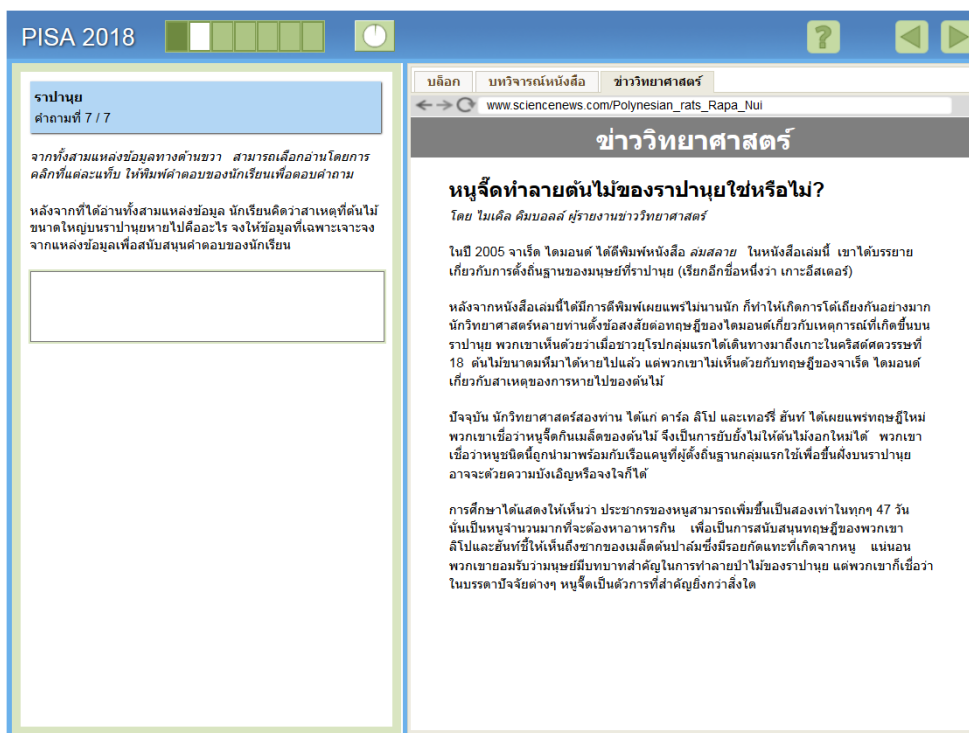 PISA 2018
?
ราปานุย
คำถามที่ 7 / 7
จากทั้งสามแหล่งข้อมูลทางด้านขวา สามารถเลือกอ่านโดยการ
คลิกที่แต่ละแท็บ ให้พิมพ์คำตอบของนักเรียนเพื่อตอบคำถาม
หลังจากที่ได้อ่านทั้งสามแหล่งข้อมูล นักเรียนคิดว่าสาเหตุที่ต้นไม้
ขนาดใหญ่บนราปานุยหายไปคืออะไร จงให้ข้อมูลที่เฉพาะเจาะจง
จากแหล่งข้อมูลเพื่อสนับสนุนคำตอบของนักเรียน
บล็อก บทวิจารณ์หนังสือ ข่าววิทยาศาสตร์
www.sciencenews.com/Polynesian_rats_Rapa_Nui
ข่าววิทยาศาสตร์
หนูจี๊ดทำลายต้นไม้ของราปานุยใช่หรือไม่?
โดย ไมเคิล คิมบอลล์ ผู้รายงานข่าววิทยาศาสตร์
ในปี 2005 จาเร็ด ไดมอนด์ ได้ตีพิมพ์หนังสือ ล่มสลาย ในหนังสือเล่มนี้ เขาได้บรรยาย
เกี่ยวกับการตั้งถิ่นฐานของมนุษย์ที่ราปานุย (เรียกอีกชื่อหนึ่งว่า เกาะอีสเตอร์)
หลังจากหนังสือเล่มนี้ได้มีการตีพิมพ์เผยแพร่ไม่นานนัก ก็ทำให้เกิดการโต้เถียงกันอย่างมาก
นักวิทยาศาสตร์หลายท่านตั้งข้อสงสัยต่อทฤษฎีของไดมอนด์เกี่ยวกับเหตุการณ์ที่เกิดขึ้นบน
ราปานุย พวกเขาเห็นด้วยว่าเมื่อชาวยุโรปกลุ่มแรกได้เดินทางมาถึงเกาะในคริสต์ศตวรรษที่
18 ต้นไม้ขนาดมหึมาได้หายไปแล้ว แต่พวกเขาไม่เห็นด้วยกับทฤษฎีของจาเร็ด ไดมอนด์
เกี่ยวกับสาเหตุของการหายไปของต้นไม้
ปัจจุบัน นักวิทยาศาสตร์สองท่าน ได้แก่ คาร์ล ลิโป และเทอร์รี่ ฮันท์ ได้เผยแพร่ทฤษฎีใหม่
พวกเขาเชื่อว่าหนูจี๊ดกินเมล็ดของต้นไม้ จึงเป็นการยับยั้งไม่ให้ต้นไม้งอกใหม่ได้ พวกเขา
เชื่อว่าหนูชนิดนี้ถูกนำมาพร้อมกับเรือแคนูที่ผู้ตั้งถิ่นฐานกลุ่มแรกใช้เพื่อขึ้นฝั่งบนราปานุย
อาจจะด้วยความบังเอิญหรือจงใจก็ได้
การศึกษาได้แสดงให้เห็นว่า ประชากรของหนูสามารถเพิ่มขึ้นเป็นสองเท่าในทุกๆ 47 วัน
นั่นเป็นหนูจำนวนมากที่จะต้องหาอาหารกิน เพื่อเป็นการสนับสนุนทฤษฎีของพวกเขา
ลิโปและฮันท์ชี้ให้เห็นถึงซากของเมล็ดต้นปาล์มซึ่งมีรอยกัดแทะที่เกิดจากหนู แน่นอน
พวกเขายอมรับว่ามนุษย์มีบทบาทสำคัญในการทำลายป่าไม้ของราปานุย แต่พวกเขาก็เชื่อว่า
ในบรรดาปัจจัยต่างๆ หนูจี๊ดเป็นตัวการที่สำคัญยิ่งกว่าสิ่งใด